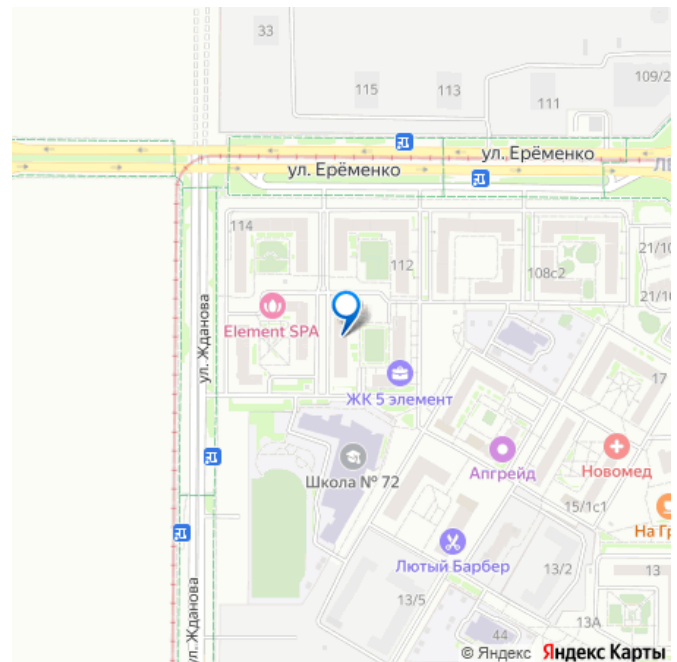 33
115
113
111
109/2
ул. Ерёменко
ул. Ерёменко
114
112
108с2
21/10
21/10
ул. Жданова
Element SPA
ЖК 5 элемент
17
Школа № 72
Апгрейд
Новомед
15/1с1
На Гр
Лютый Барбер
13/2
13
13/5
13А
44
ул. Жданова
© Яндекс Яндекс Карты